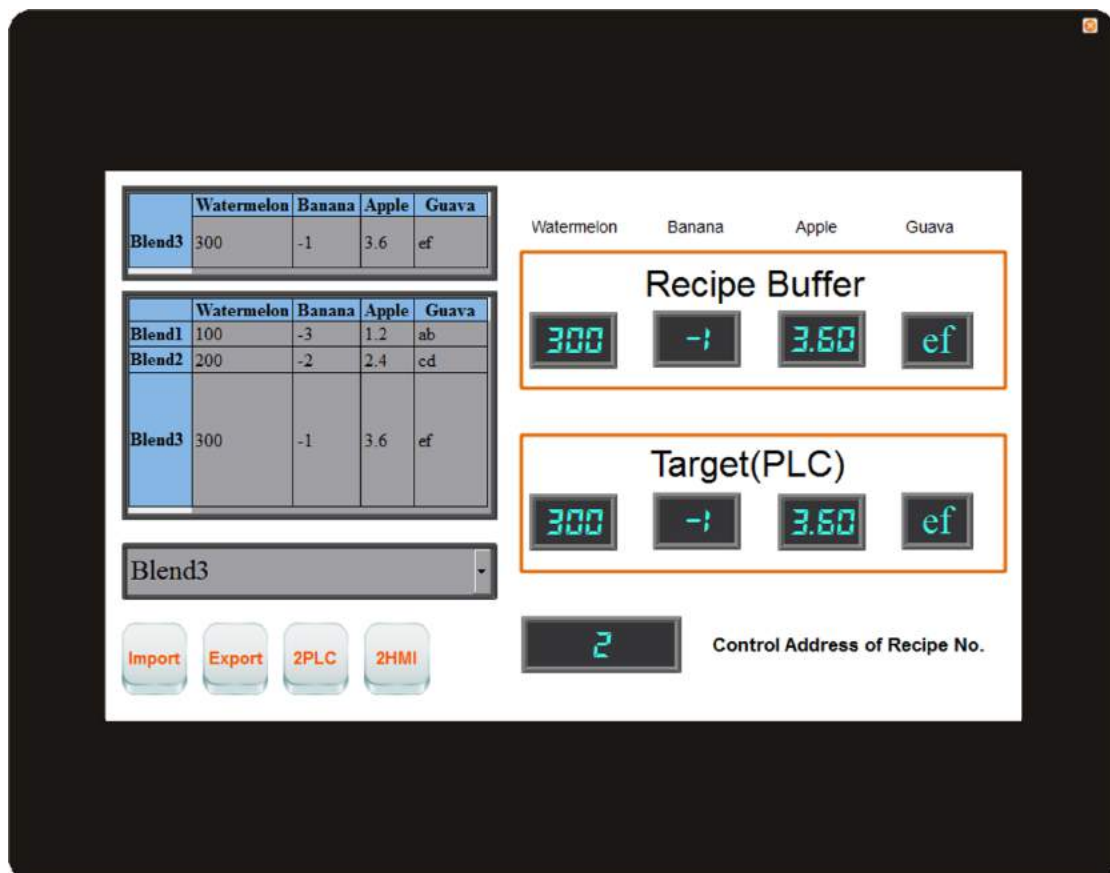 Watermelon Banana Apple Guava
Blend3 300 -1 3.6 ef
Watermelon Banana Apple Guava
Blend1 100 -3 1.2 ab
Blend2 200 -2 2.4 cd
Blend3 300 -1 3.6 ef
Blend3
Import Export 2PLC 2HMI
Watermelon Banana Apple Guava
Recipe Buffer
300 -1 3.60 ef
Target(PLC)
300 -1 3.60 ef
2 Control Address of Recipe No.